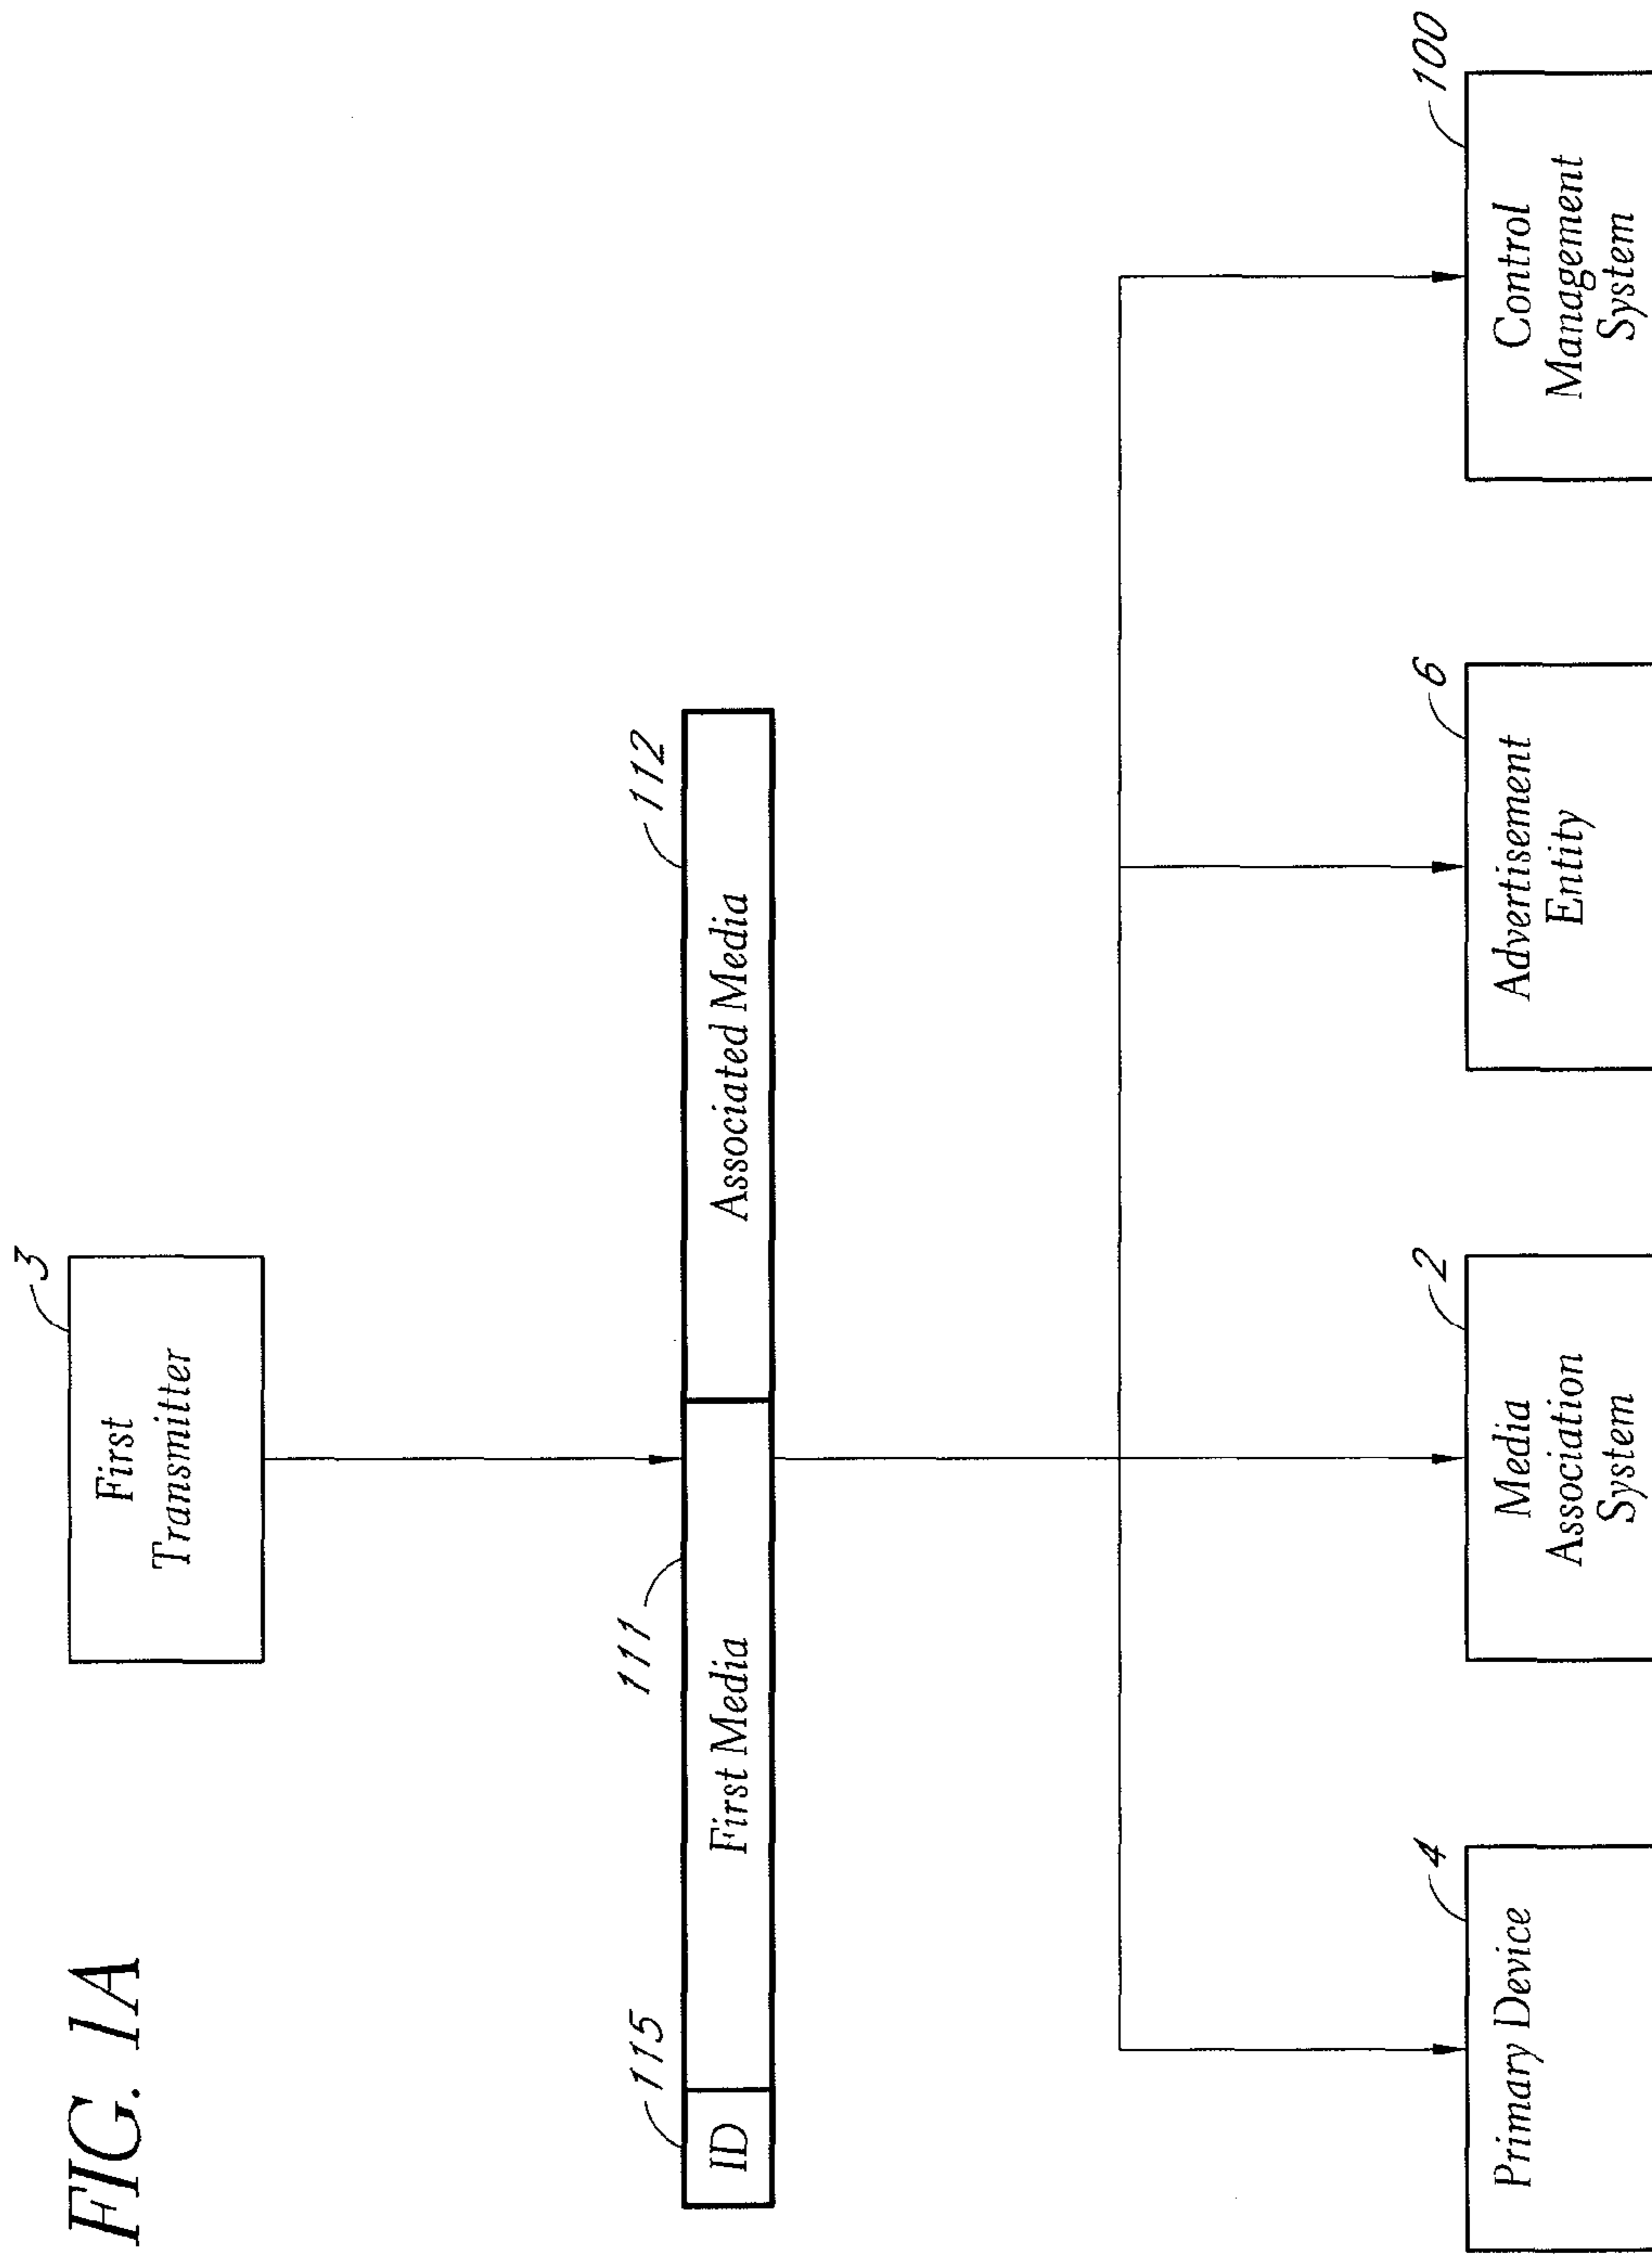 FIG. 1A
3
First
Transmitter
115
111
112
ID
First Media
Associated Media
4
2
6
100
Primary Device
Media
Association
System
Advertisement
Entity
Control
Management
System